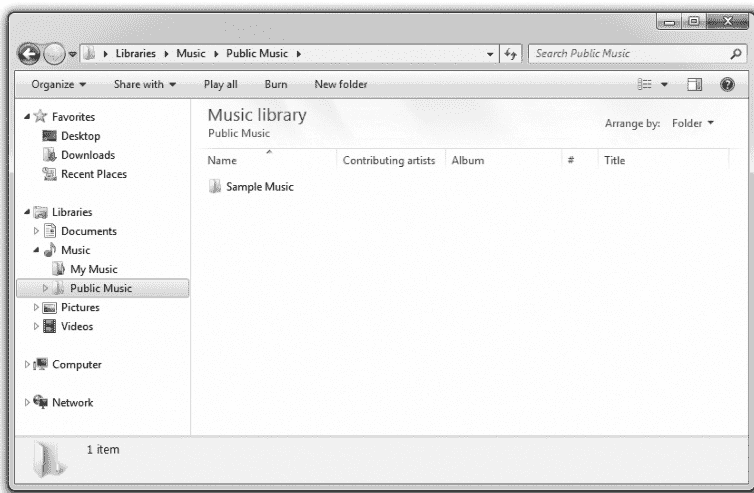 Libraries Music Public Music Search Public Music
Organize Share with Play all Burn New folder
Favorites
Desktop
Downloads
Recent Places
Libraries
Documents
Music
My Music
Public Music
Pictures
Videos
Computer
Network
Music library
Public Music
Arrange by: Folder
Name Contributing artists Album # Title
Sample Music
1 item